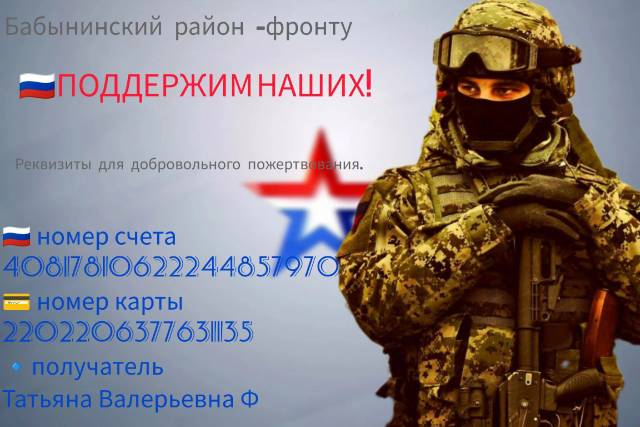 Бабынинский район -фронту
🇷🇺ПОДДЕРЖИМ НАШИХ!
Реквизиты для добровольного пожертвования.
🇷🇺 номер счета
40817810622244857970
💳 номер карты
2202206377631135
🔹получатель
Татьяна Валерьевна Ф